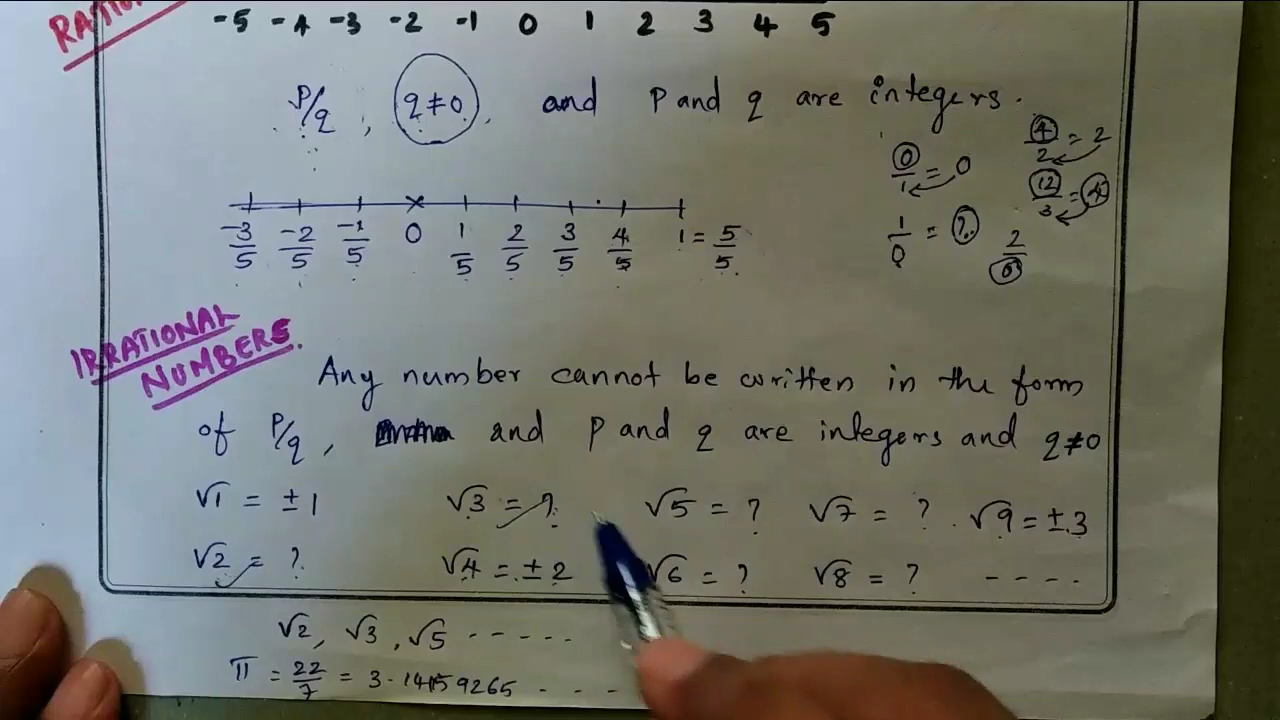 RATIO
-5 -4 -3 -2 -1 0 1 2 3 4 5
P/q, q≠0, and P and q are integers.
0/1 = 0
4/2 = 2
12/3 = 4
1/0 = ?
2/0
-3/5 -2/5 -1/5 0 1/5 2/5 3/5 4/5 1 = 5/5
IRRATIONAL
NUMBERS.
Any number cannot be written in the form
of P/q, and P and q are integers and q≠0
√1 = ±1 √3 = ? √5 = ? √7 = ? √9 = ±3
√2 = ? √4 = ±2 √6 = ? √8 = ? ----
√2, √3, √5 ------
π = 22/7 = 3.14159265 ---